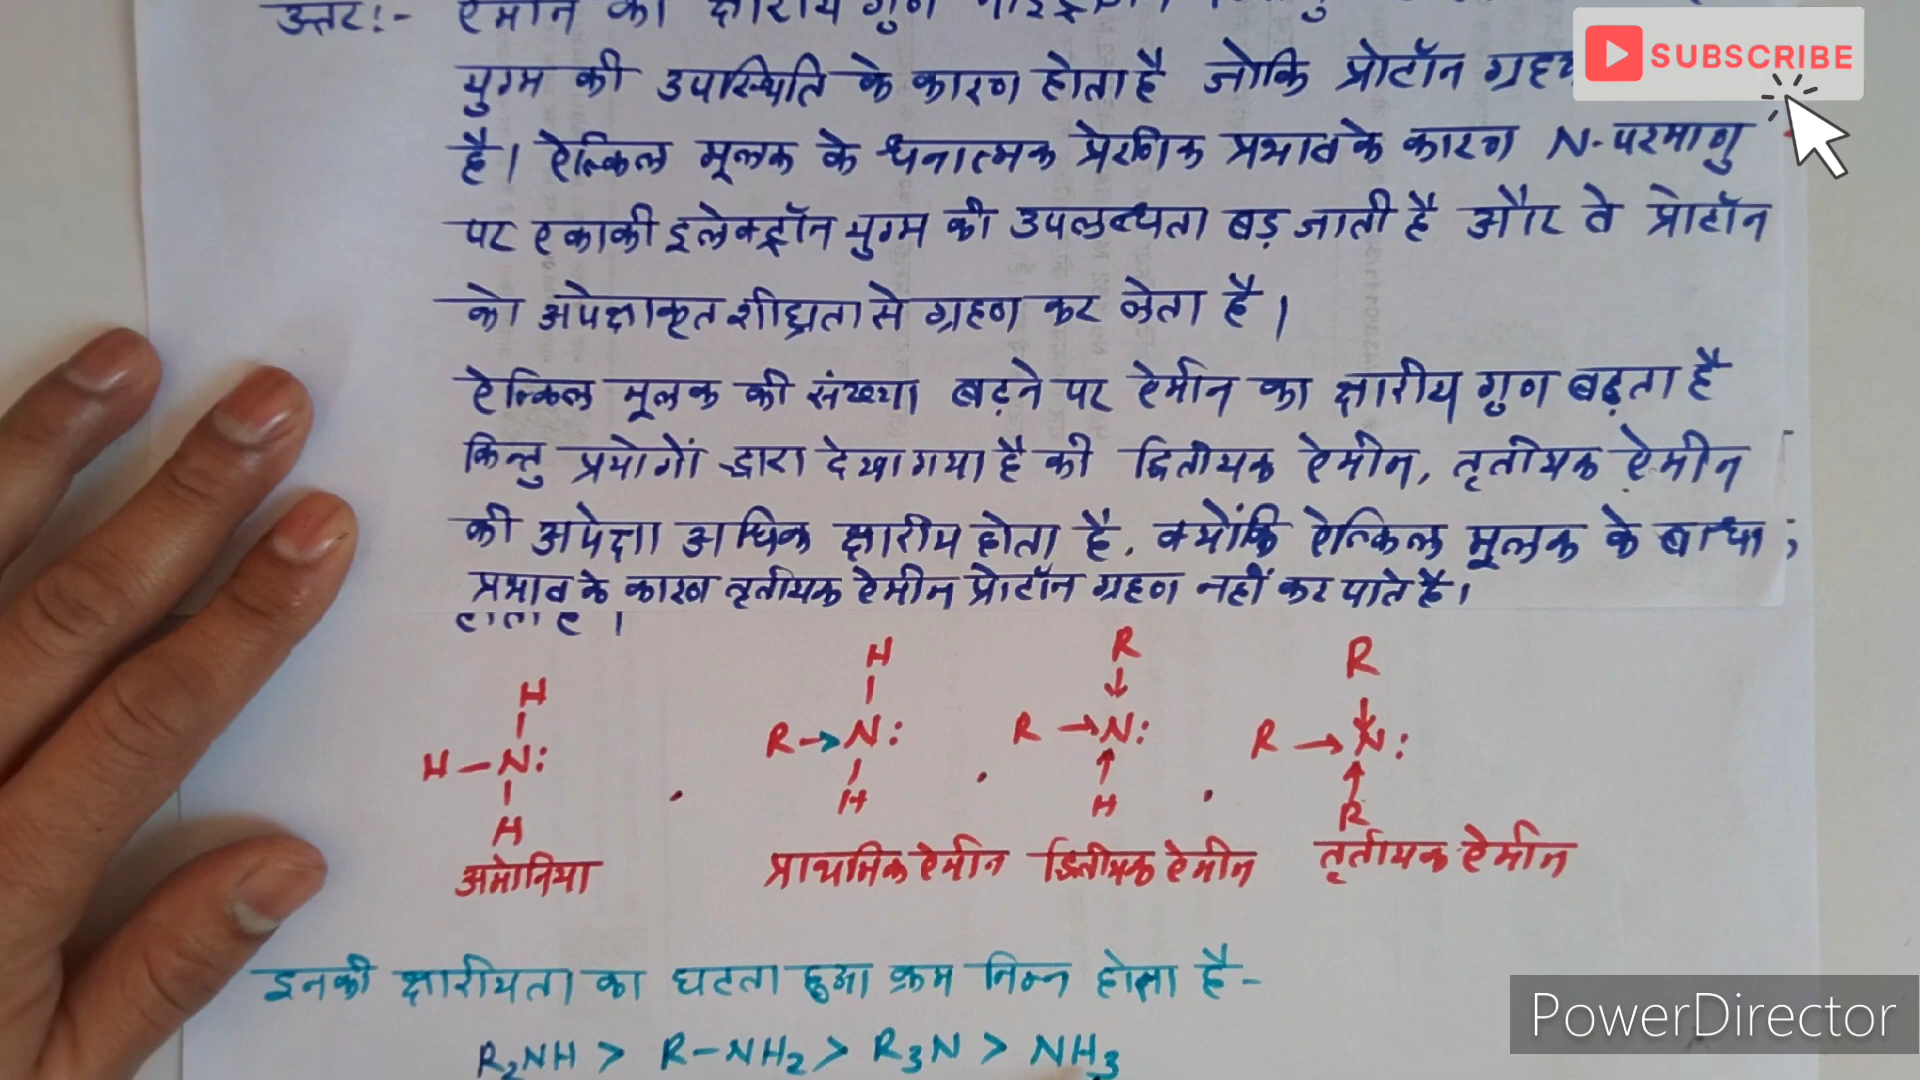 उत्तर:- एमीन का क्षारीय गुण
युग्म की उपस्थिति के कारण होता है जोकि प्रोटॉन
SUBSCRIBE
है। ऐल्किल मूलक के धनात्मक प्रेरणिक प्रभाव के कारण N-परमाणु
पर एकाकी इलेक्ट्रॉन युग्म की उपलब्धता बड़ जाती है और वे प्रोटॉन
को अपेक्षाकृत शीघ्रता से ग्रहण कर लेता है।
ऐल्किल मूलक की संख्या बढ़ने पर ऐमीन का क्षारीय गुण बढ़ता है
किन्तु प्रयोगों द्वारा देखा गया है की द्वितीयक ऐमीन, तृतीयक ऐमीन
की अपेक्षा अधिक क्षारीय होता है, क्योंकि ऐल्किल मूलक के बाधा
प्रभाव के कारण तृतीयक ऐमीन प्रोटॉन ग्रहण नहीं कर पाते है।
H H R R
H–N: R→N: R→N: R→N:
H H H R
अमोनिया प्राथमिक ऐमीन द्वितीयक ऐमीन तृतीयक ऐमीन
इनकी क्षारीयता का घटता हुआ क्रम निम्न होता है-
R₂NH > R-NH₂ > R₃N > NH₃
PowerDirector